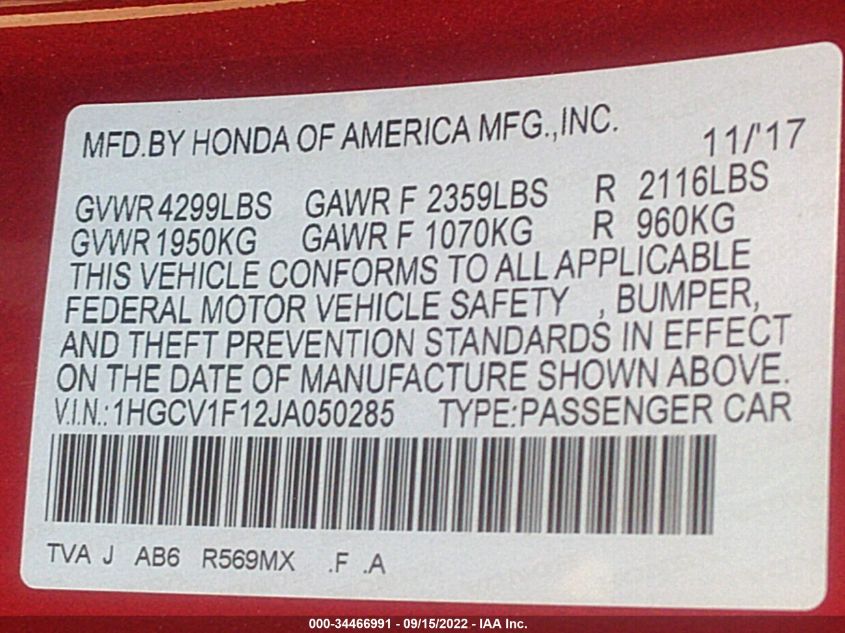 MFD.BY HONDA OF AMERICA MFG.,INC. 11/'17
GVWR 4299LBS GAWR F 2359LBS R 2116LBS
GVWR 1950KG GAWR F 1070KG R 960KG
THIS VEHICLE CONFORMS TO ALL APPLICABLE
FEDERAL MOTOR VEHICLE SAFETY , BUMPER,
AND THEFT PREVENTION STANDARDS IN EFFECT
ON THE DATE OF MANUFACTURE SHOWN ABOVE.
V.I.N.:1HGCV1F12JA050285 TYPE:PASSENGER CAR
TVA J AB6 R569MX .F .A
000-34466991 - 09/15/2022 - IAA Inc.